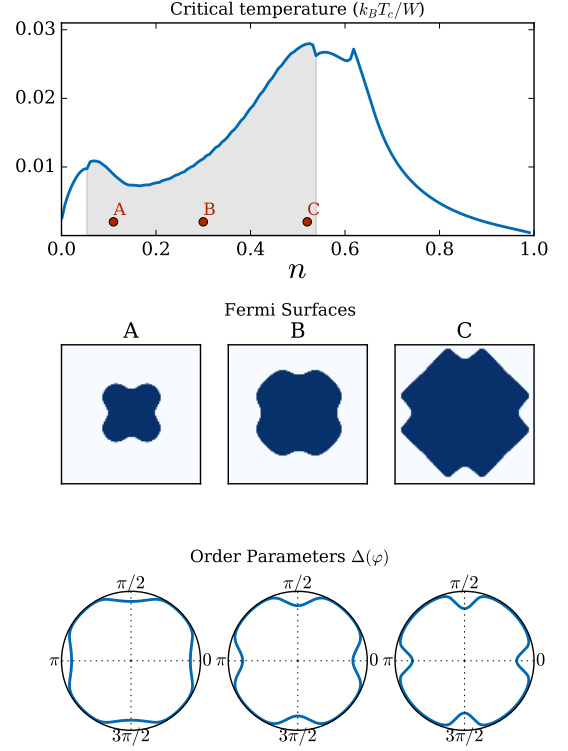 Critical temperature (k_BT_c/W)
0.03
0.02
0.01
A B C
0.0 0.2 0.4 0.6 0.8 1.0
n
Fermi Surfaces
A B C
Order Parameters Δ(φ)
π/2 π/2 π/2
π 0 π 0 π 0
3π/2 3π/2 3π/2